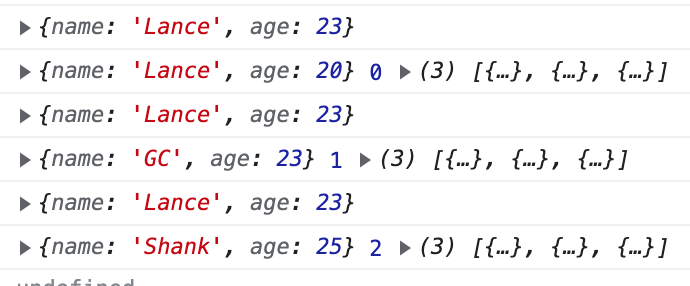 ▶{name: 'Lance', age: 23}
▶{name: 'Lance', age: 20} 0 ▶(3) [{…}, {…}, {…}]
▶{name: 'Lance', age: 23}
▶{name: 'GC', age: 23} 1 ▶(3) [{…}, {…}, {…}]
▶{name: 'Lance', age: 23}
▶{name: 'Shank', age: 25} 2 ▶(3) [{…}, {…}, {…}]
undefined